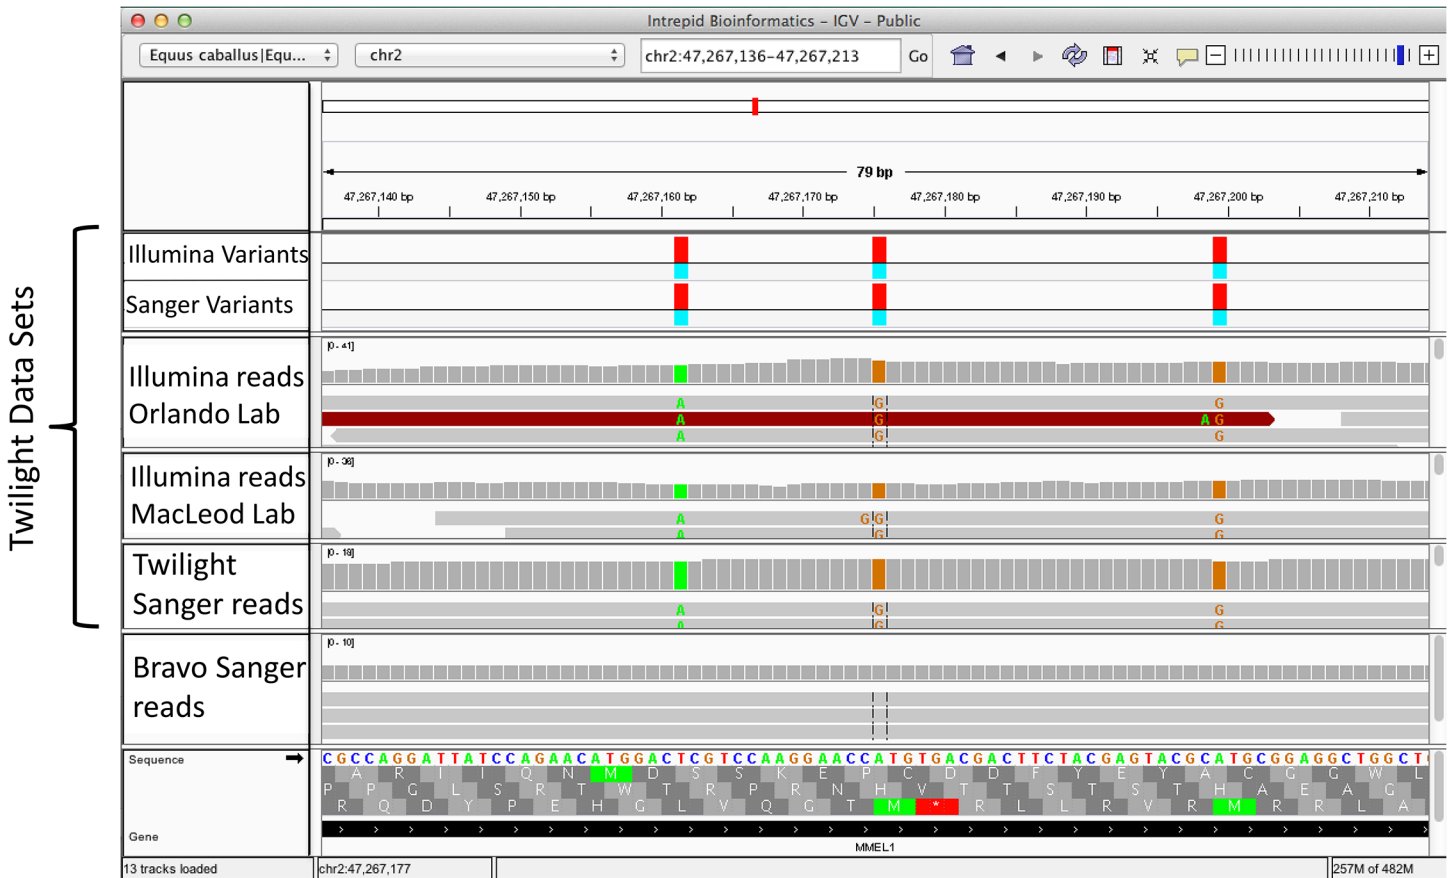 Intrepid Bioinformatics – IGV – Public
Equus caballus|Equ...
chr2
chr2:47,267,136-47,267,213
Go
79 bp
47,267,140 bp 47,267,150 bp 47,267,160 bp 47,267,170 bp 47,267,180 bp 47,267,190 bp 47,267,200 bp 47,267,210 bp
Twilight Data Sets
Illumina Variants
Sanger Variants
[0 - 41]
Illumina reads
Orlando Lab
A G G
A G A G
A G G
[0 - 36]
Illumina reads
MacLeod Lab
A G G G
A G G
[0 - 18]
Twilight
Sanger reads
A G G
A G G
[0 - 10]
Bravo Sanger
reads
Sequence
C G C C A G G A T T A T C C A G A A C A T G G A C T C G T C C A A G G A A C C A T G T G A C G A C T T C T A C G A G T A C G C A T G C G G A G G C T G G C T
A R I I Q N M D S S K E P C D D F Y E Y A C G G W L
P P G L S R T W T R P R N H V T T S T S T H A E A G
R Q D Y P E H G L V Q G T M * R L L R V R M R R L A
Gene
MMEL1
13 tracks loaded
chr2:47,267,177
257M of 482M